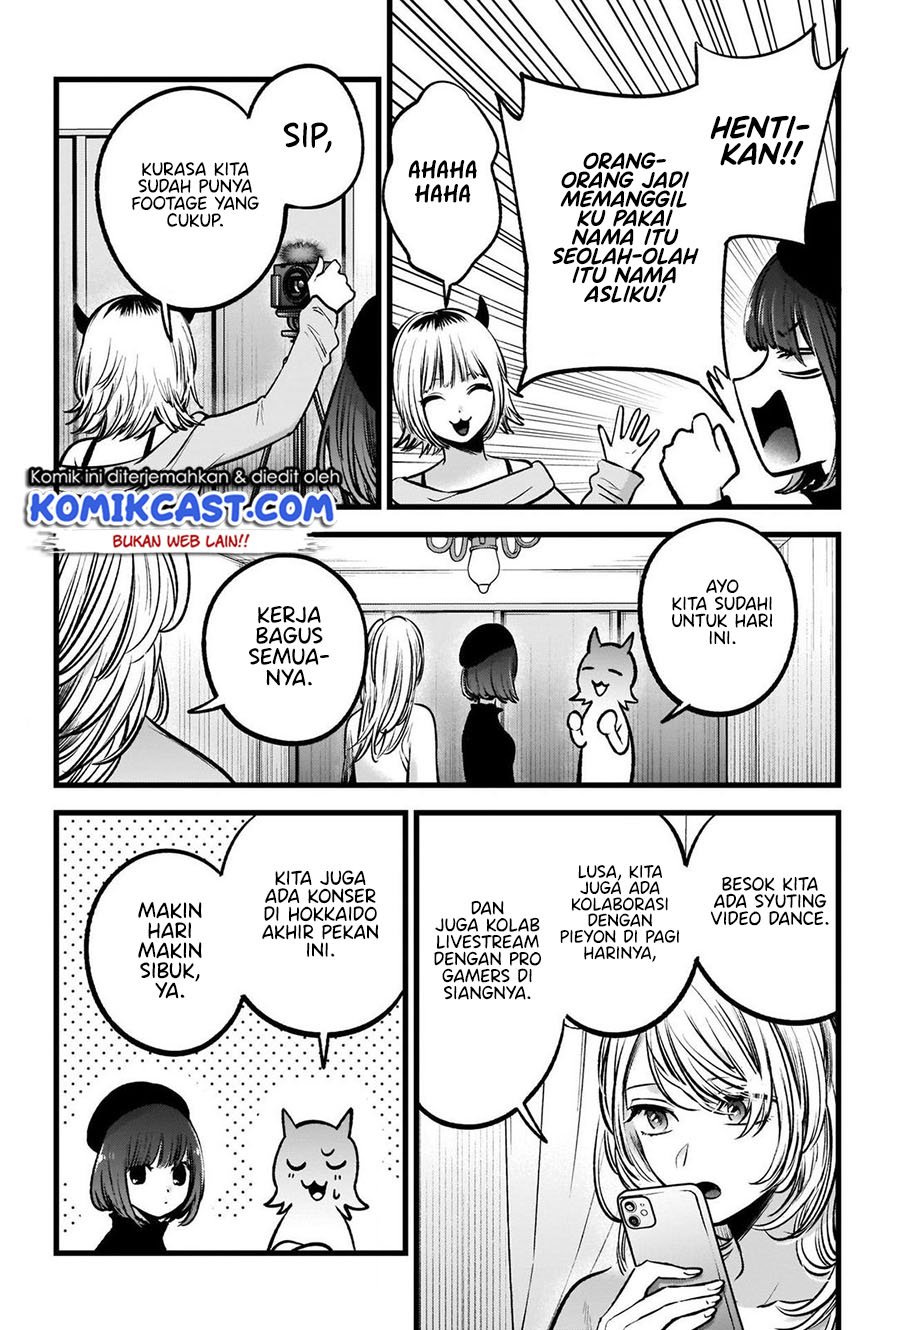 HENTI-
KAN!!
ORANG-
ORANG JADI
MEMANGGIL
KU PAKAI
NAMA ITU
SEOLAH-OLAH
ITU NAMA
ASLIKU!
AHAHA
HAHA
SIP,
KURASA KITA
SUDAH PUNYA
FOOTAGE YANG
CUKUP.
Komik ini diterjemahkan & diedit oleh
KOMIKCAST.COM
BUKAN WEB LAIN!!
AYO
KITA SUDAHI
UNTUK HARI
INI.
KERJA
BAGUS
SEMUA-
NYA.
BESOK KITA
ADA SYUTING
VIDEO DANCE.
LUSA, KITA
JUGA ADA
KOLABORASI
DENGAN
PIEYON DI PAGI
HARINYA,
DAN
JUGA KOLAB
LIVESTREAM
DENGAN PRO
GAMERS DI
SIANGNYA.
KITA JUGA
ADA KONSER
DI HOKKAIDO
AKHIR PEKAN
INI.
MAKIN
HARI
MAKIN
SIBUK,
YA.